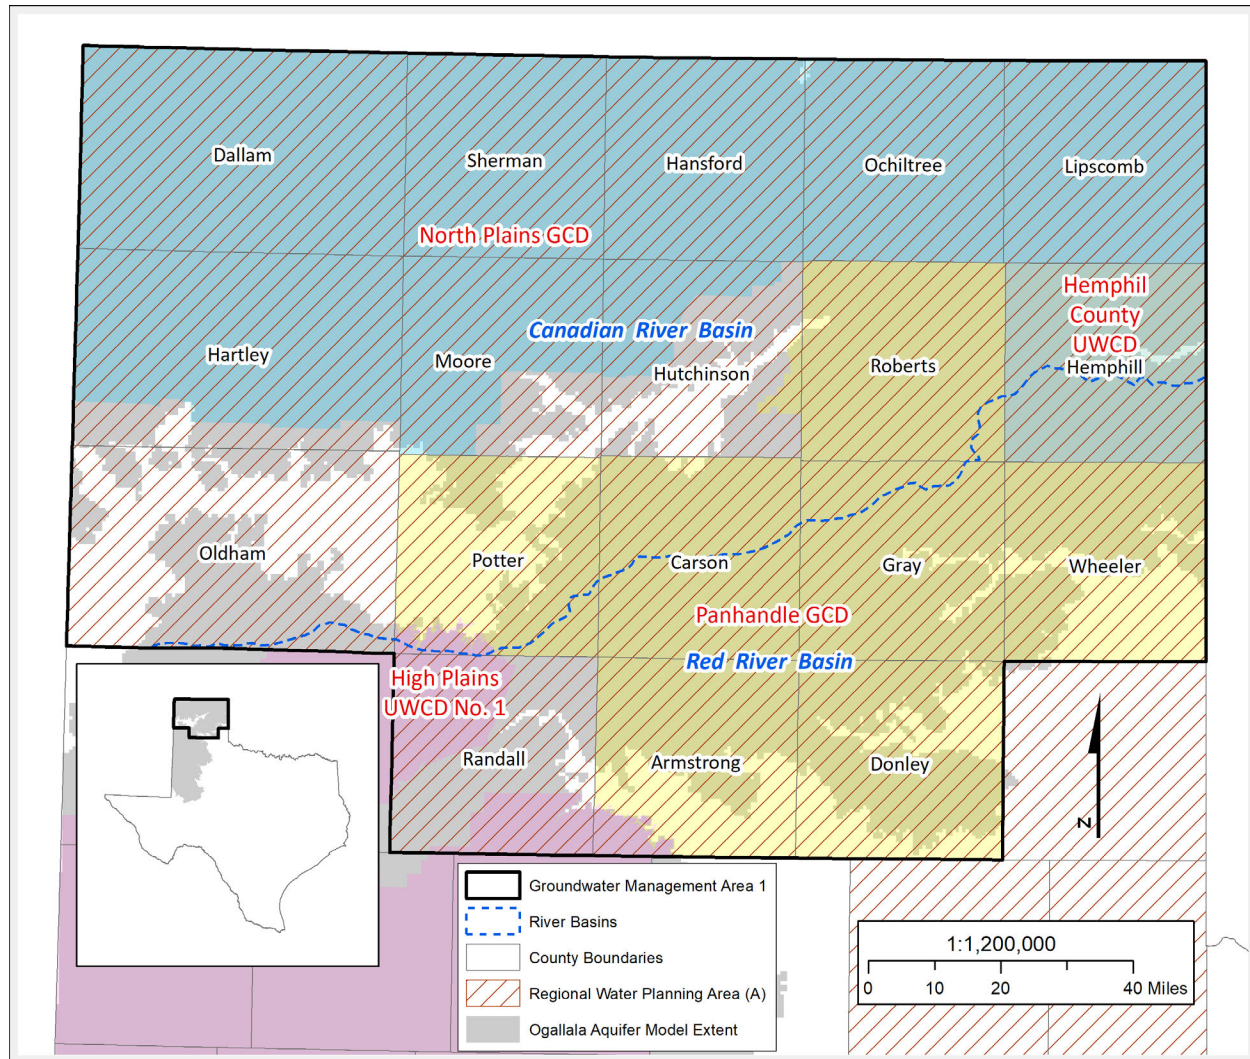 Dallam
Sherman
Hansford
Ochiltree
Lipscomb
North Plains GCD
Hemphil
County
UWCD
Hartley
Moore
Canadian River Basin
Hutchinson
Roberts
Hemphill
Oldham
Potter
Carson
Gray
Wheeler
Panhandle GCD
Red River Basin
High Plains
UWCD No. 1
Randall
Armstrong
Donley
N
Groundwater Management Area 1
River Basins
County Boundaries
Regional Water Planning Area (A)
Ogallala Aquifer Model Extent
1:1,200,000
0 10 20 40 Miles